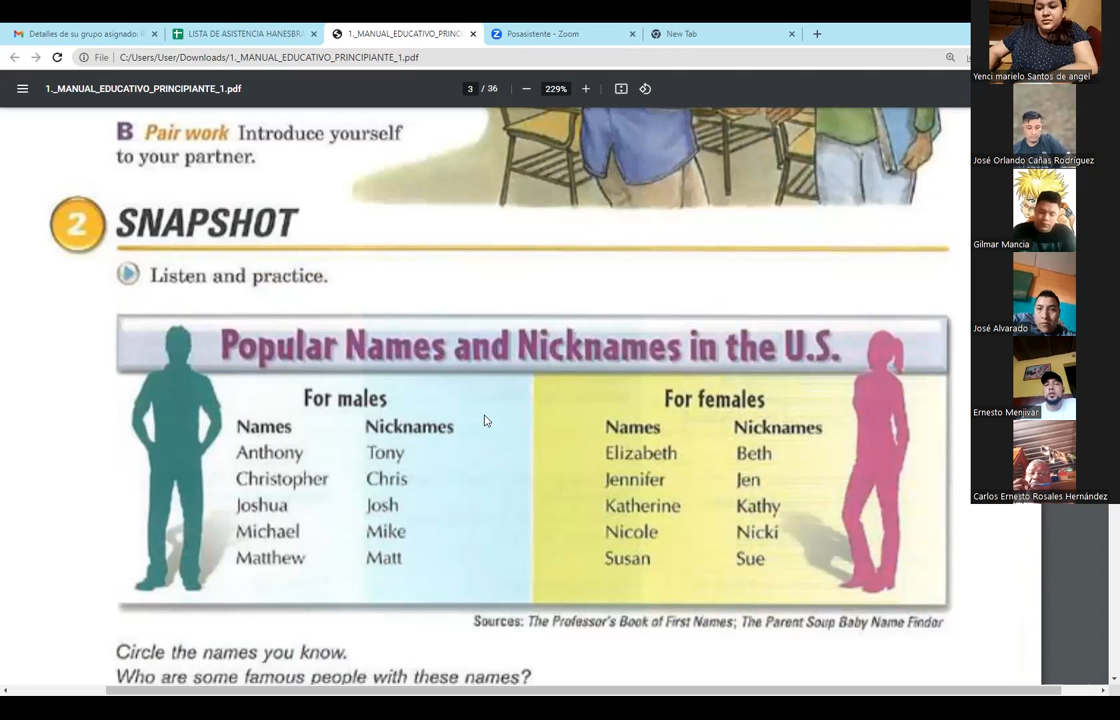 Detalles de su grupo asignado:
LISTA DE ASISTENCIA HANESBRA
1._MANUAL_EDUCATIVO_PRINCI
Posasistente - Zoom
New Tab
File
C:/Users/User/Downloads/1._MANUAL_EDUCATIVO_PRINCIPIANTE_1.pdf
1._MANUAL_EDUCATIVO_PRINCIPIANTE_1.pdf
3 / 36
229%
B Pair work Introduce yourself
to your partner.
2 SNAPSHOT
Listen and practice.
Popular Names and Nicknames in the U.S.
For males
Names Nicknames
Anthony Tony
Christopher Chris
Joshua Josh
Michael Mike
Matthew Matt
For females
Names Nicknames
Elizabeth Beth
Jennifer Jen
Katherine Kathy
Nicole Nicki
Susan Sue
Sources: The Professor's Book of First Names; The Parent Soup Baby Name Finder
Circle the names you know.
Who are some famous people with these names?
Yenci marielo Santos de angel
José Orlando Cañas Rodríguez
Gilmar Mancia
José Alvarado
Ernesto Menjivar
Carlos Ernesto Rosales Hernández